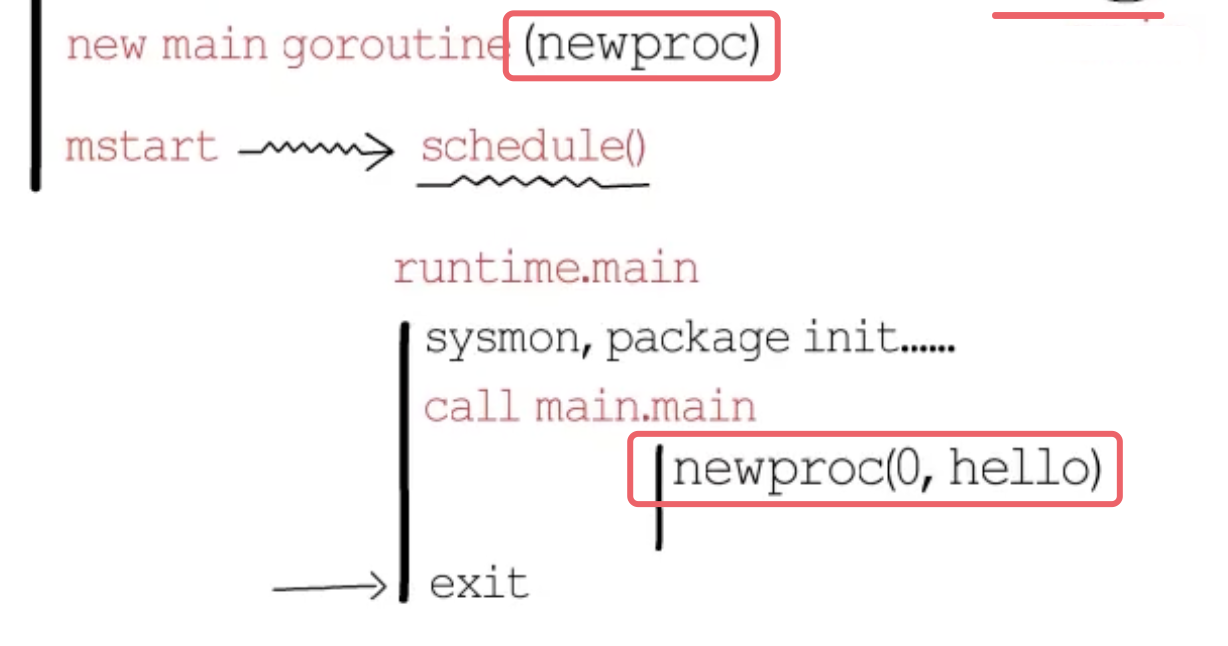 new main goroutine (newproc)
mstart schedule()
runtime.main
sysmon, package init......
call main.main
newproc(0, hello)
exit